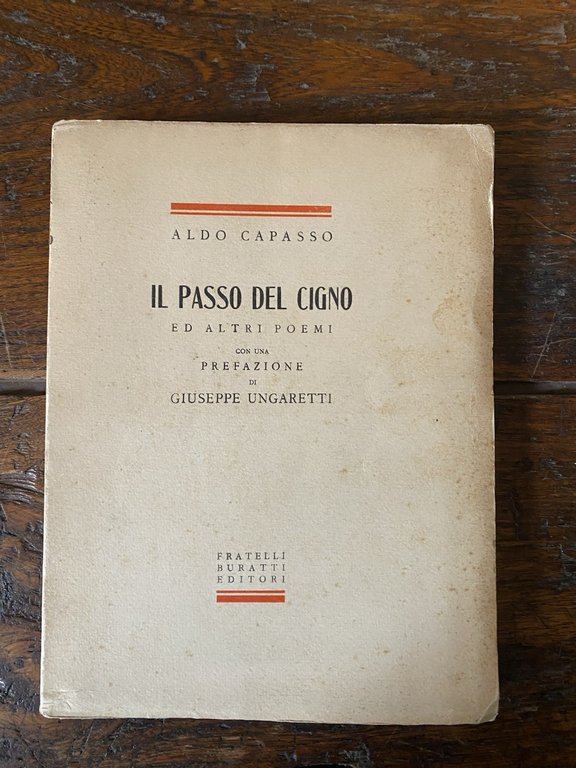 ALDO CAPASSO
IL PASSO DEL CIGNO
ED ALTRI POEMI
CON UNA
PREFAZIONE
DI
GIUSEPPE UNGARETTI
FRATELLI
BURATTI
EDITORI